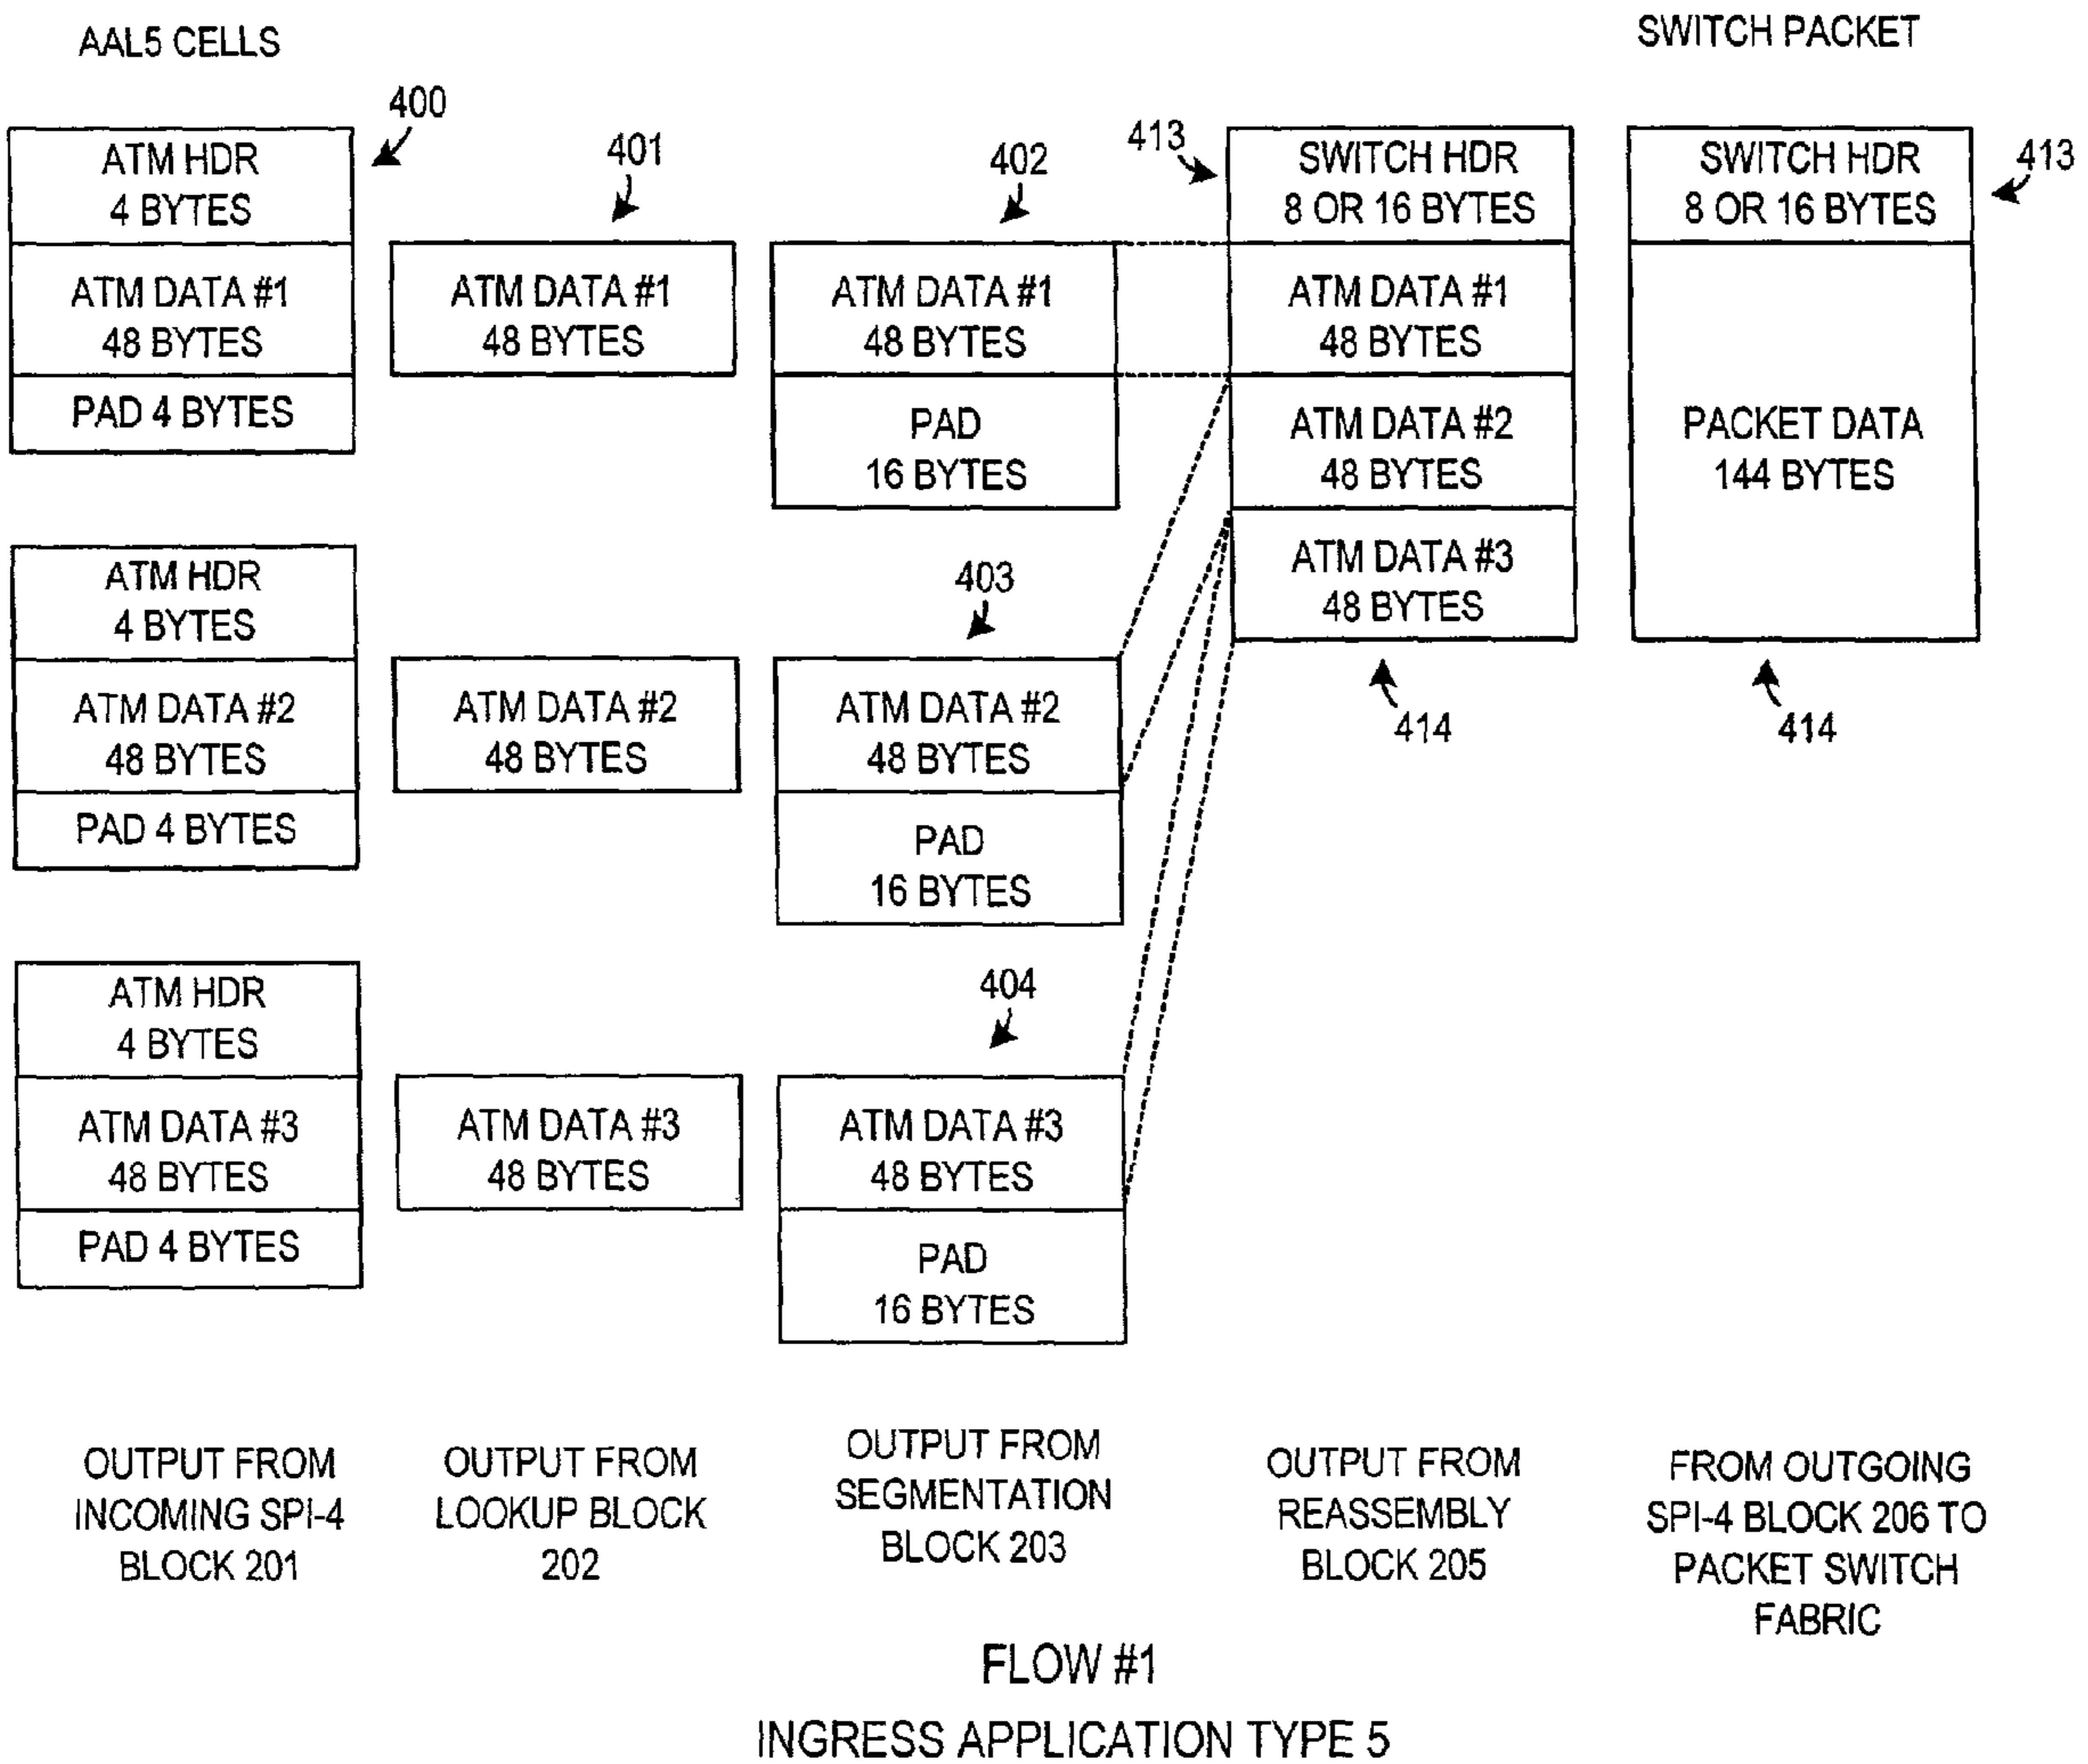 AAL5 CELLS
SWITCH PACKET
400
ATM HDR
4 BYTES
ATM DATA #1
48 BYTES
PAD 4 BYTES
ATM HDR
4 BYTES
ATM DATA #2
48 BYTES
PAD 4 BYTES
ATM HDR
4 BYTES
ATM DATA #3
48 BYTES
PAD 4 BYTES
OUTPUT FROM
INCOMING SPI-4
BLOCK 201
401
ATM DATA #1
48 BYTES
ATM DATA #2
48 BYTES
ATM DATA #3
48 BYTES
OUTPUT FROM
LOOKUP BLOCK
202
402
ATM DATA #1
48 BYTES
PAD
16 BYTES
403
ATM DATA #2
48 BYTES
PAD
16 BYTES
404
ATM DATA #3
48 BYTES
PAD
16 BYTES
OUTPUT FROM
SEGMENTATION
BLOCK 203
413
SWITCH HDR
8 OR 16 BYTES
ATM DATA #1
48 BYTES
ATM DATA #2
48 BYTES
ATM DATA #3
48 BYTES
414
OUTPUT FROM
REASSEMBLY
BLOCK 205
SWITCH HDR
8 OR 16 BYTES
413
PACKET DATA
144 BYTES
414
FROM OUTGOING
SPI-4 BLOCK 206 TO
PACKET SWITCH
FABRIC
FLOW #1
INGRESS APPLICATION TYPE 5